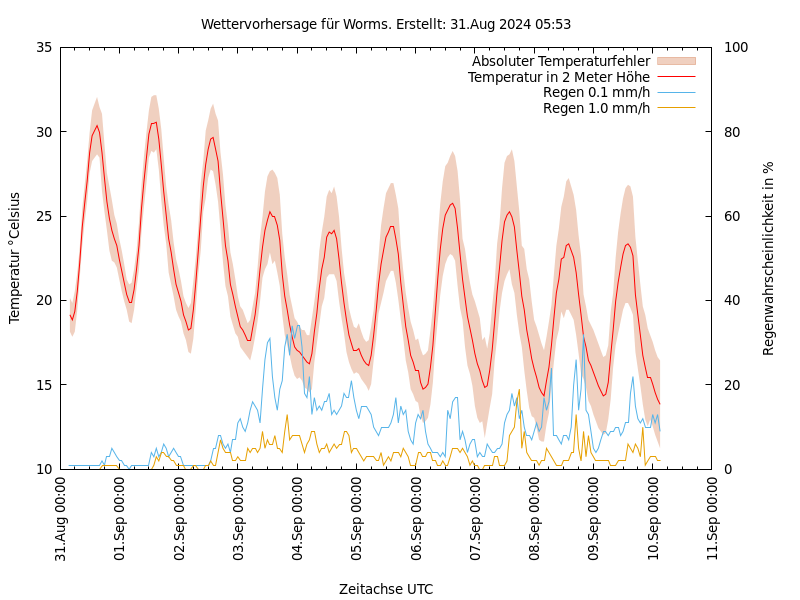 Wettervorhersage für Worms. Erstellt: 31.Aug 2024 05:53
Absoluter Temperaturfehler
Temperatur in 2 Meter Höhe
Regen 0.1 mm/h
Regen 1.0 mm/h
Temperatur °Celsius
35
30
25
20
15
10
Regenwahrscheinlichkeit in %
100
80
60
40
20
0
31.Aug 00:00
01.Sep 00:00
02.Sep 00:00
03.Sep 00:00
04.Sep 00:00
05.Sep 00:00
06.Sep 00:00
07.Sep 00:00
08.Sep 00:00
09.Sep 00:00
10.Sep 00:00
11.Sep 00:00
Zeitachse UTC